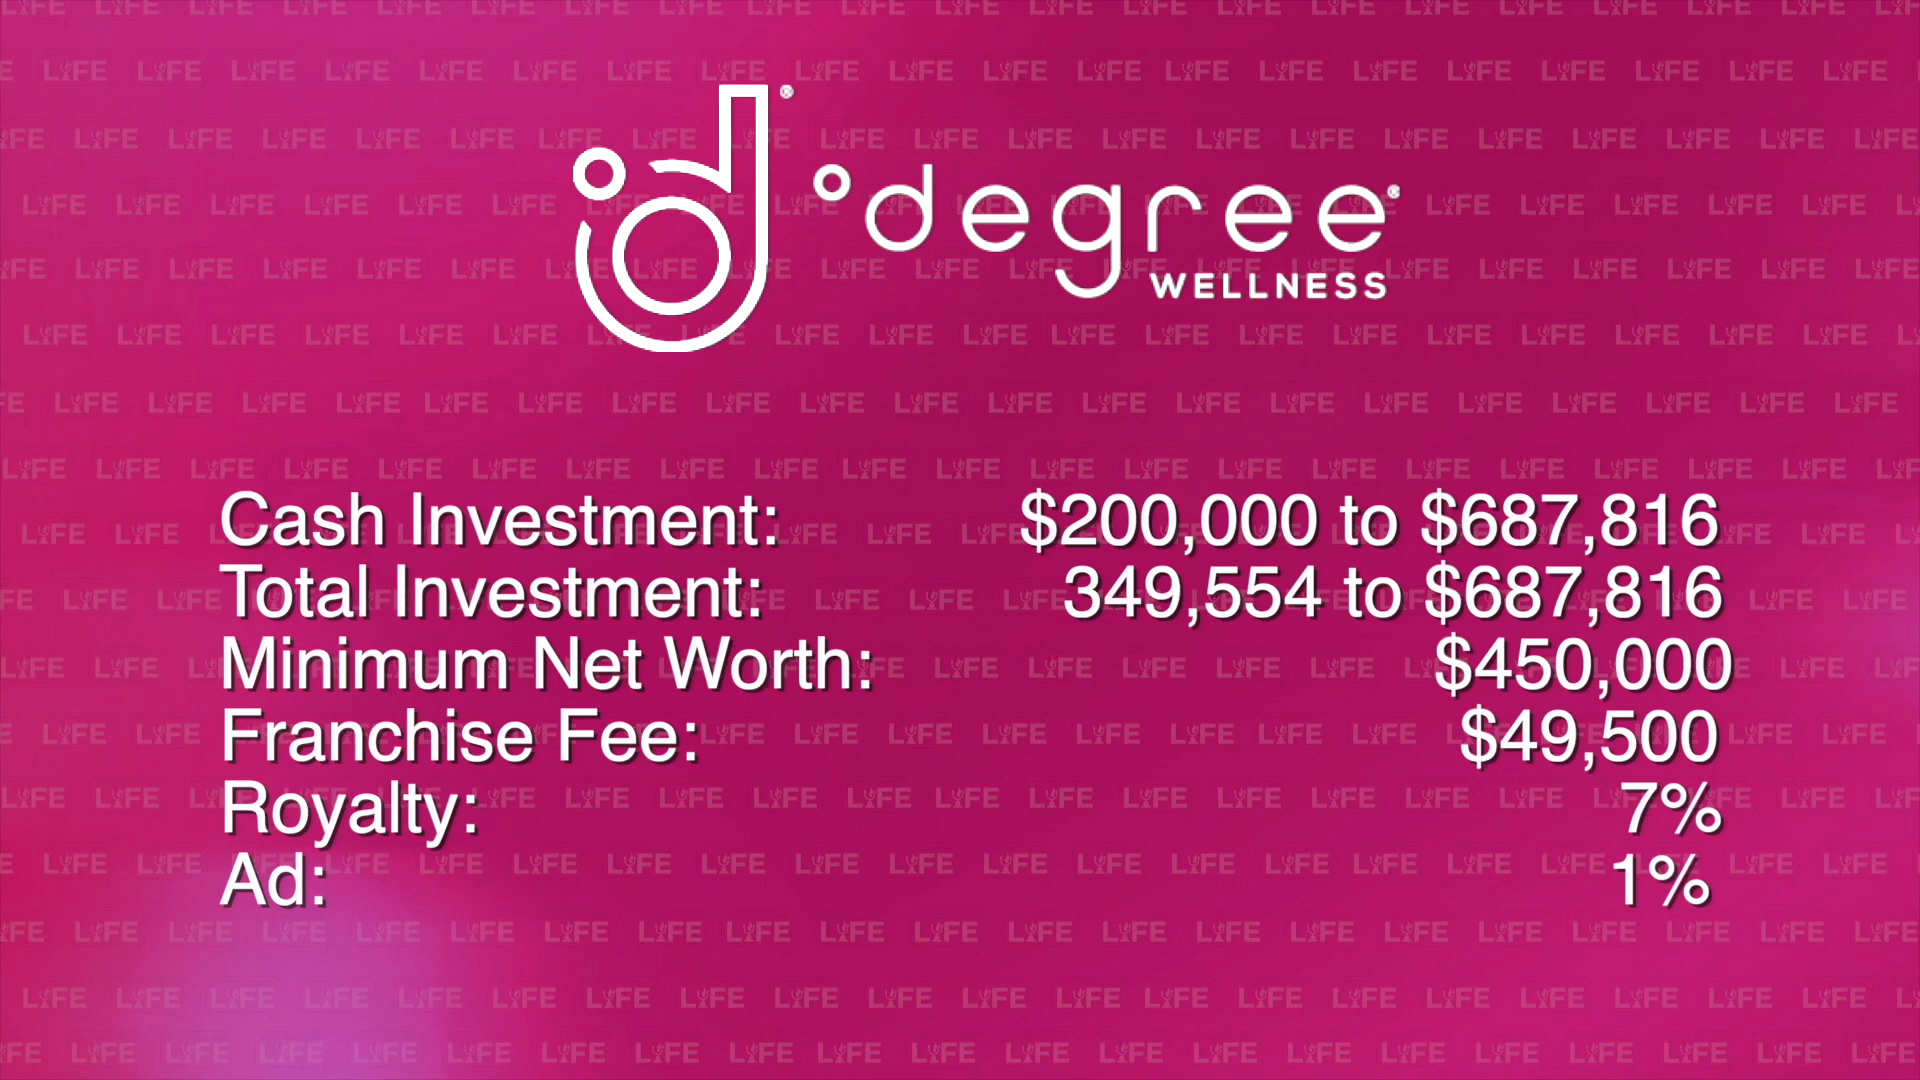 °degree®
WELLNESS
Cash Investment: $200,000 to $687,816
Total Investment: 349,554 to $687,816
Minimum Net Worth: $450,000
Franchise Fee: $49,500
Royalty: 7%
Ad: 1%